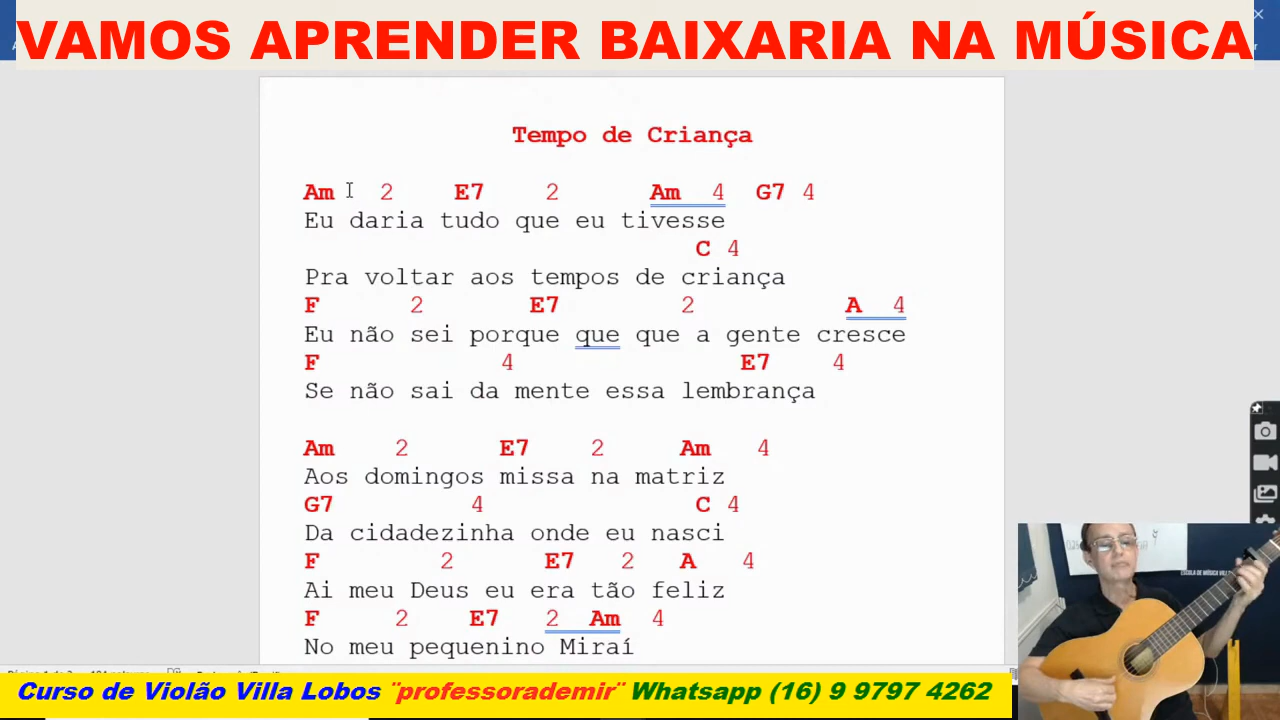 VAMOS APRENDER BAIXARIA NA MÚSICA
Tempo de Criança
Am 2 E7 2 Am 4 G7 4
Eu daria tudo que eu tivesse
C 4
Pra voltar aos tempos de criança
F 2 E7 2 A 4
Eu não sei porque que que a gente cresce
F 4 E7 4
Se não sai da mente essa lembrança
Am 2 E7 2 Am 4
Aos domingos missa na matriz
G7 4 C 4
Da cidadezinha onde eu nasci
F 2 E7 2 A 4
Ai meu Deus eu era tão feliz
F 2 E7 2 Am 4
No meu pequenino Miraí
Curso de Violão Villa Lobos ¨professorademir¨ Whatsapp (16) 9 9797 4262